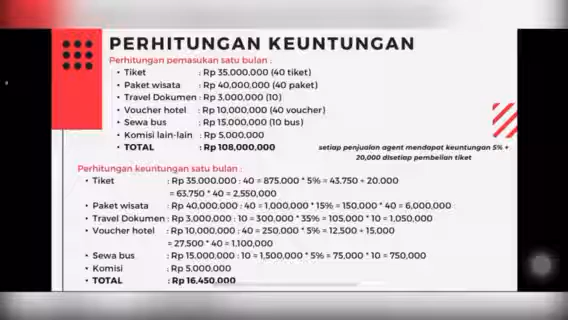 PERHITUNGAN KEUNTUNGAN
Perhitungan pemasukan satu bulan :
• Tiket : Rp 35.000,000 (40 tiket)
• Paket wisata : Rp 40,000,000 (40 paket)
• Travel Dokumen : Rp 3,000,000 (10)
• Voucher hotel : Rp 10,000,000 (40 voucher)
• Sewa bus : Rp 15.000,000 (10 bus)
• Komisi lain-lain : Rp 5,000,000
• TOTAL : Rp 108,000,000
setiap penjualan agent mendapat keuntungan 5% +
20,000 disetiap pembelian tiket
Perhitungan keuntungan satu bulan :
• Tiket : Rp 35.000,000 : 40 = 875.000 * 5% = 43.750 + 20.000
= 63.750 * 40 = 2,550,000
• Paket wisata : Rp 40,000,000 : 40 = 1,000,000 * 15% = 150,000 * 40 = 6,000,000
• Travel Dokumen : Rp 3,000,000 : 10 = 300,000 * 35% = 105,000 * 10 = 1,050,000
• Voucher hotel : Rp 10,000,000 : 40 = 250,000 * 5% = 12,500 + 15,000
= 27,500 * 40 = 1,100,000
• Sewa bus : Rp 15.000,000 : 10 = 1,500,000 * 5% = 75,000 * 10 = 750,000
• Komisi : Rp 5.000,000
• TOTAL : Rp 16,450,000